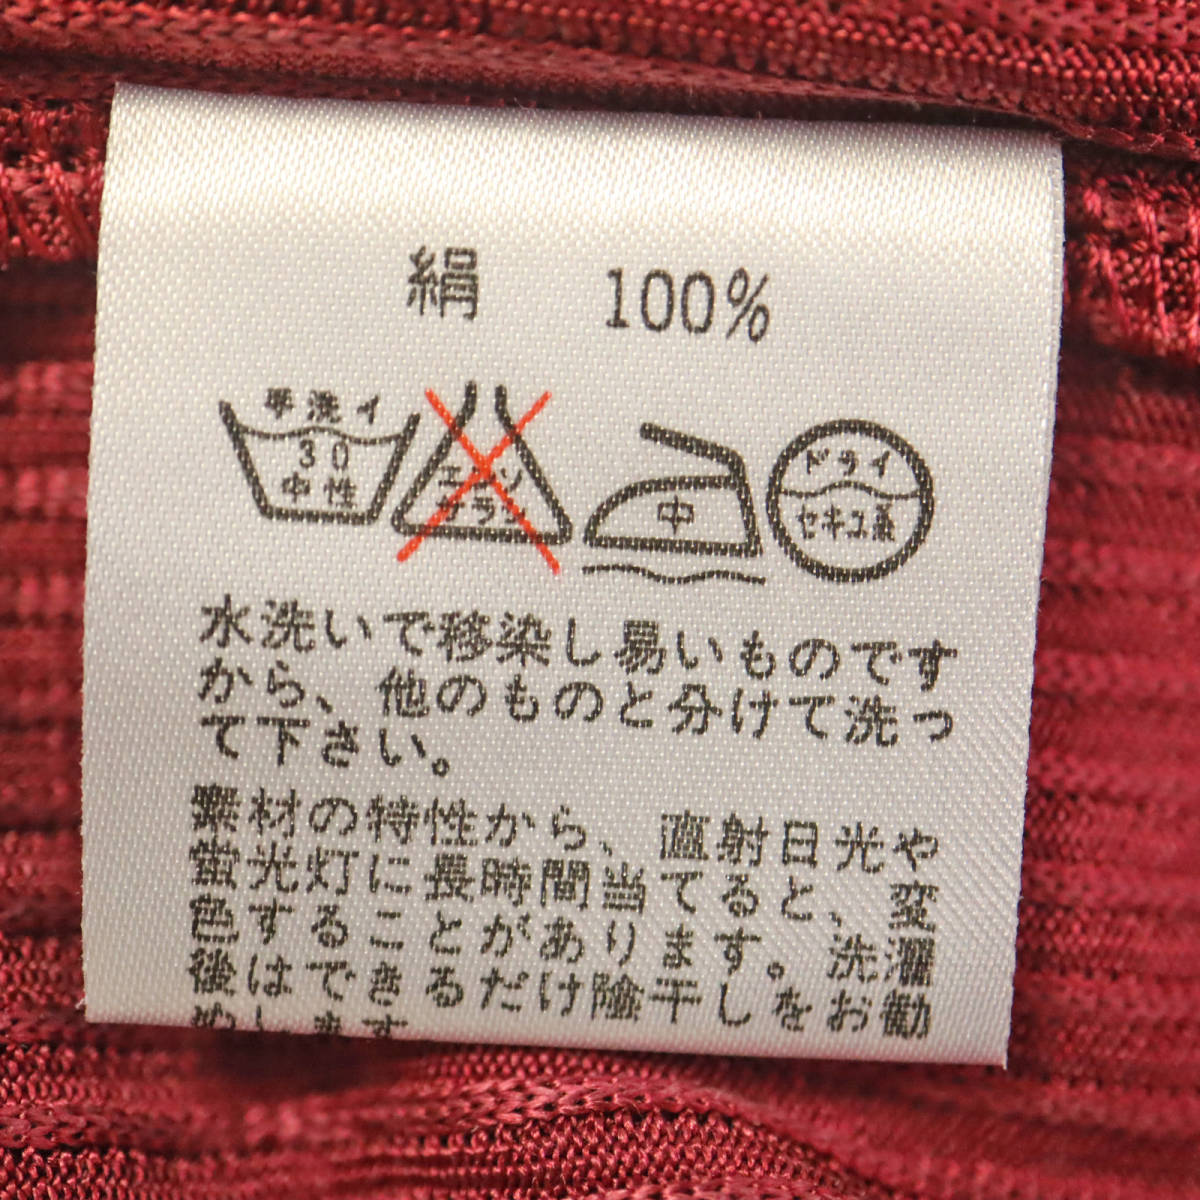 絹 100%
手洗イ
30
中性
エンソ
サラシ
中
ドライ
セキユ系
水洗いで移染し易いものです
から、他のものと分けて洗っ
て下さい。
素材の特性から、直射日光や
蛍光灯に長時間当てると、変
色することがあります。洗濯
後はできるだけ陰干しをお勧
めします